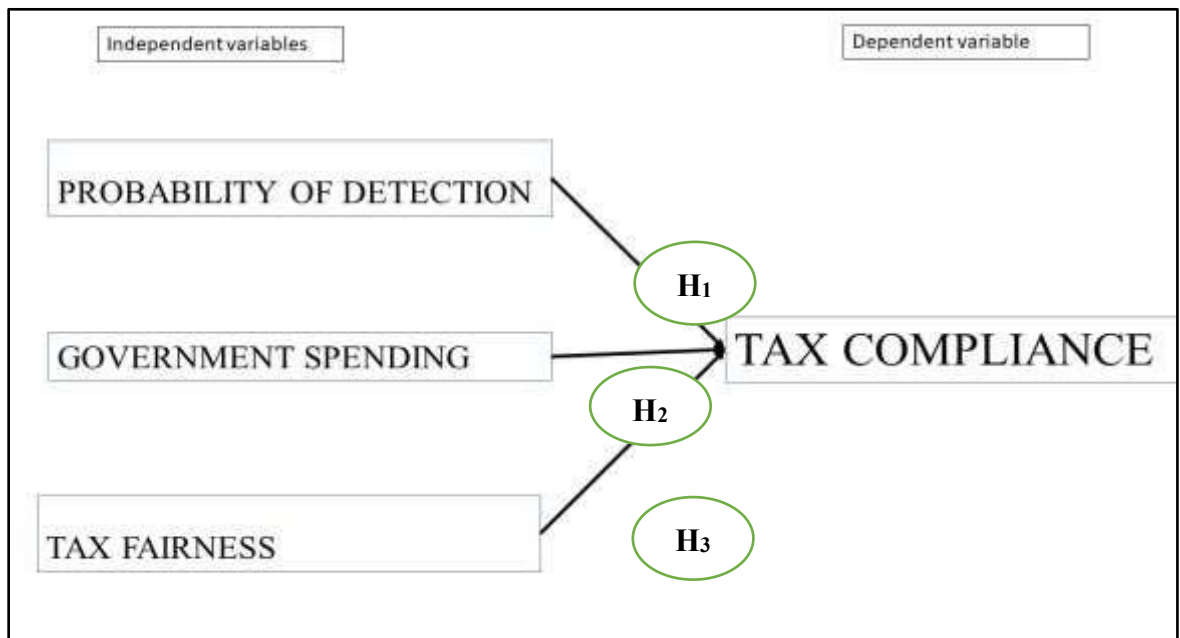 Independent variables
Dependent variable
PROBABILITY OF DETECTION
H1
GOVERNMENT SPENDING
TAX COMPLIANCE
H2
TAX FAIRNESS
H3